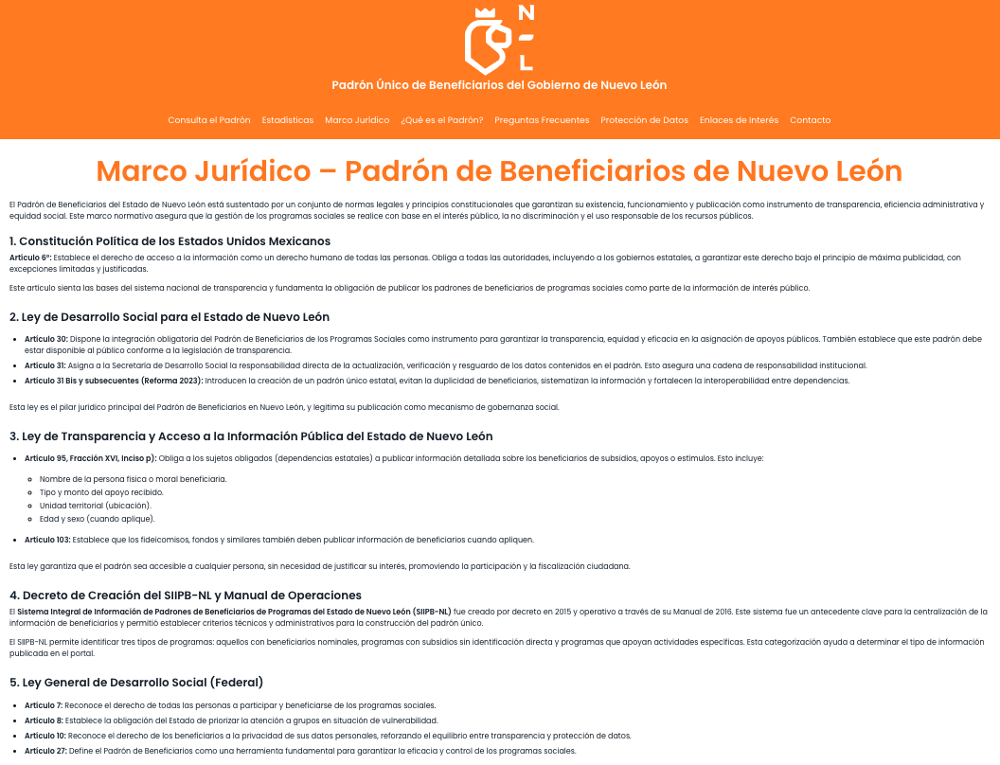 N
L
Padrón Único de Beneficiarios del Gobierno de Nuevo León
Consulta el Padrón Estadísticas Marco Jurídico ¿Qué es el Padrón? Preguntas Frecuentes Protección de Datos Enlaces de Interés Contacto
Marco Jurídico – Padrón de Beneficiarios de Nuevo León
El Padrón de Beneficiarios del Estado de Nuevo León está sustentado por un conjunto de normas legales y principios constitucionales que garantizan su existencia, funcionamiento y publicación como instrumento de transparencia, eficiencia administrativa y
equidad social. Este marco normativo asegura que la gestión de los programas sociales se realice con base en el interés público, la no discriminación y el uso responsable de los recursos públicos.
1. Constitución Política de los Estados Unidos Mexicanos
Artículo 6º: Establece el derecho de acceso a la información como un derecho humano de todas las personas. Obliga a todas las autoridades, incluyendo a los gobiernos estatales, a garantizar este derecho bajo el principio de máxima publicidad, con
excepciones limitadas y justificadas.
Este artículo sienta las bases del sistema nacional de transparencia y fundamenta la obligación de publicar los padrones de beneficiarios de programas sociales como parte de la información de interés público.
2. Ley de Desarrollo Social para el Estado de Nuevo León
• Artículo 30: Dispone la integración obligatoria del Padrón de Beneficiarios de los Programas Sociales como instrumento para garantizar la transparencia, equidad y eficacia en la asignación de apoyos públicos. También establece que este padrón debe
estar disponible al público conforme a la legislación de transparencia.
• Artículo 31: Asigna a la Secretaría de Desarrollo Social la responsabilidad directa de la actualización, verificación y resguardo de los datos contenidos en el padrón. Esto asegura una cadena de responsabilidad institucional.
• Artículo 31 Bis y subsecuentes (Reforma 2023): Introducen la creación de un padrón único estatal, evitan la duplicidad de beneficiarios, sistematizan la información y fortalecen la interoperabilidad entre dependencias.
Esta ley es el pilar jurídico principal del Padrón de Beneficiarios en Nuevo León, y legitima su publicación como mecanismo de gobernanza social.
3. Ley de Transparencia y Acceso a la Información Pública del Estado de Nuevo León
• Artículo 95, Fracción XVI, Inciso p): Obliga a los sujetos obligados (dependencias estatales) a publicar información detallada sobre los beneficiarios de subsidios, apoyos o estímulos. Esto incluye:
Nombre de la persona física o moral beneficiaria.
Tipo y monto del apoyo recibido.
Unidad territorial (ubicación).
Edad y sexo (cuando aplique).
• Artículo 103: Establece que los fideicomisos, fondos y similares también deben publicar información de beneficiarios cuando apliquen.
Esta ley garantiza que el padrón sea accesible a cualquier persona, sin necesidad de justificar su interés, promoviendo la participación y la fiscalización ciudadana.
4. Decreto de Creación del SIIPB-NL y Manual de Operaciones
El Sistema Integral de Información de Padrones de Beneficiarios de Programas del Estado de Nuevo León (SIIPB-NL) fue creado por decreto en 2015 y operativo a través de su Manual de 2016. Este sistema fue un antecedente clave para la centralización de la
información de beneficiarios y permitió establecer criterios técnicos y administrativos para la construcción del padrón único.
El SIIPB-NL permite identificar tres tipos de programas: aquellos con beneficiarios nominales, programas con subsidios sin identificación directa y programas que apoyan actividades específicas. Esta categorización ayuda a determinar el tipo de información
publicada en el portal.
5. Ley General de Desarrollo Social (Federal)
• Artículo 7: Reconoce el derecho de todas las personas a participar y beneficiarse de los programas sociales.
• Artículo 8: Establece la obligación del Estado de priorizar la atención a grupos en situación de vulnerabilidad.
• Artículo 10: Reconoce el derecho de los beneficiarios a la privacidad de sus datos personales, reforzando el equilibrio entre transparencia y protección de datos.
• Artículo 27: Define el Padrón de Beneficiarios como una herramienta fundamental para garantizar la eficacia y control de los programas sociales.